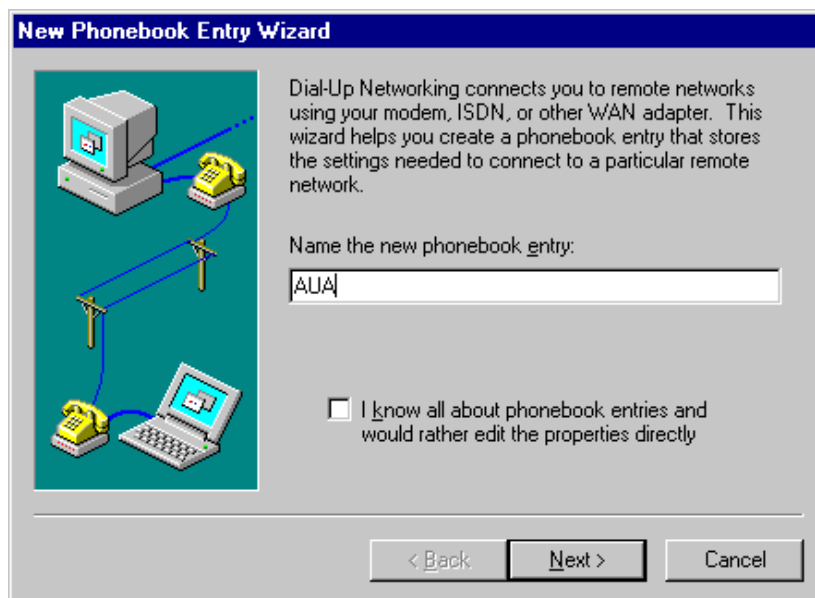 New Phonebook Entry Wizard
Dial-Up Networking connects you to remote networks
using your modem, ISDN, or other WAN adapter. This
wizard helps you create a phonebook entry that stores
the settings needed to connect to a particular remote
network.
Name the new phonebook entry:
AUA
I know all about phonebook entries and
would rather edit the properties directly
< Back
Next >
Cancel